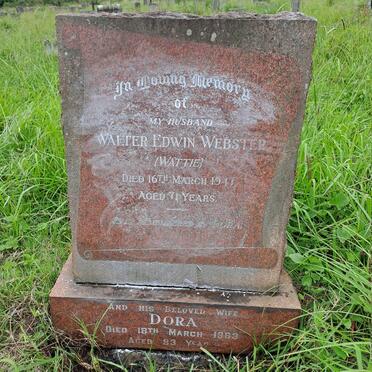 In Loving Memory
of
MY HUSBAND
WALTER EDWIN WEBSTER
(WATTIE)
DIED 16TH MARCH
AGED 71 YEARS
AND HIS BELOVED WIFE
DORA
DIED 18TH MARCH 1963
AGED 83 YEARS